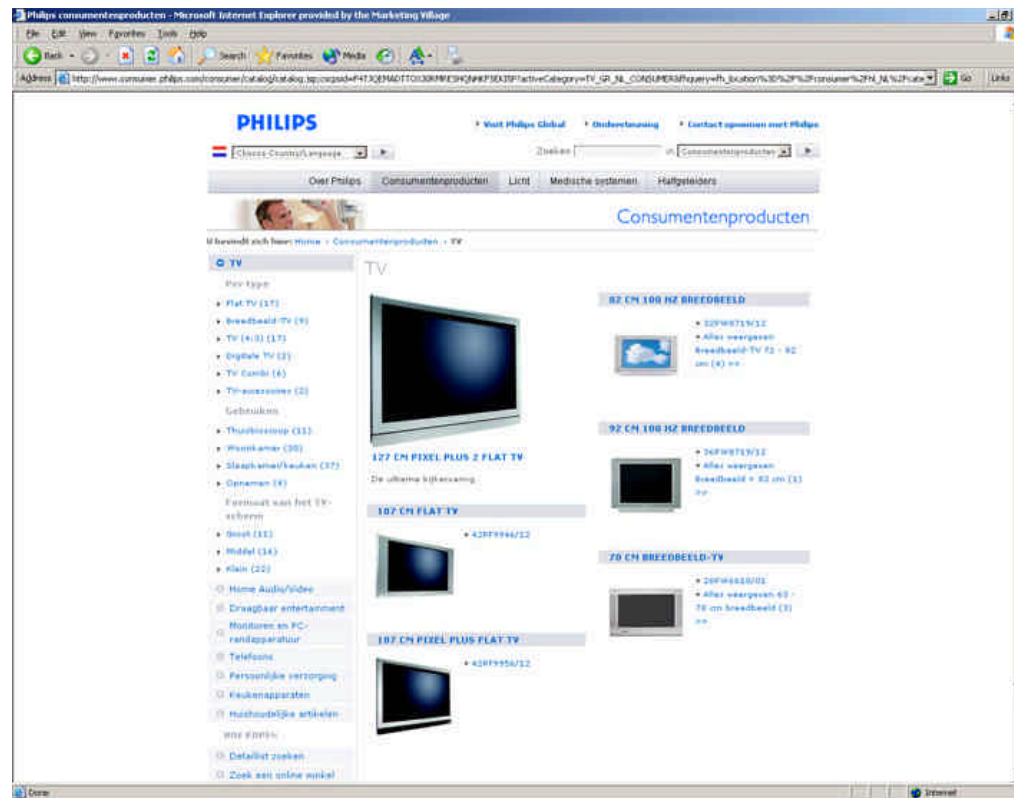 Philips consumentenproducten - Microsoft Internet Explorer provided by the Marketing Village
File Edit View Favorites Tools Help
Back Search Favorites Media
Address Go Links
PHILIPS
Visit Philips Global Ondersteuning Contact opnemen met Philips
Choose Country/Language Zoeken in Consumentenproducten
Over Philips Consumentenproducten Licht Medische systemen Halfgeleiders
Consumentenproducten
U bevindt zich hier: Home Consumentenproducten TV
TV
Per type
Flat TV (17)
Breedbeeld-TV (9)
TV (4:3) (17)
Digitale TV (2)
TV Combi (6)
TV-accessoires (2)
Gebruiken
Thuisbioscoop (11)
Woonkamer (30)
Slaapkamer/keuken (37)
Opnamen (4)
Formaat van het TV-
scherm
Groot (11)
Middel (14)
Klein (22)
Home Audio/Video
Draagbaar entertainment
Monitoren en PC-
randapparatuur
Telefoons
Persoonlijke verzorging
Keukenapparaten
Huishoudelijke artikelen
Detaillist zoeken
Zoek een online winkel
TV
127 CM PIXEL PLUS 2 FLAT TV
De ultieme kijkervaring
107 CM FLAT TV
42PF9946/12
107 CM PIXEL PLUS FLAT TV
42PF9956/12
82 CM 100 HZ BREEDBEELD
32PW8719/12
Alles weergeven
Breedbeeld-TV 72 - 82
cm (4) >>
92 CM 100 HZ BREEDBEELD
36PW8719/12
Alles weergeven
Breedbeeld > 82 cm (1)
>>
70 CM BREEDBEELD-TV
Alles weergeven 63 -
70 cm breedbeeld (3)
>>
Done Internet